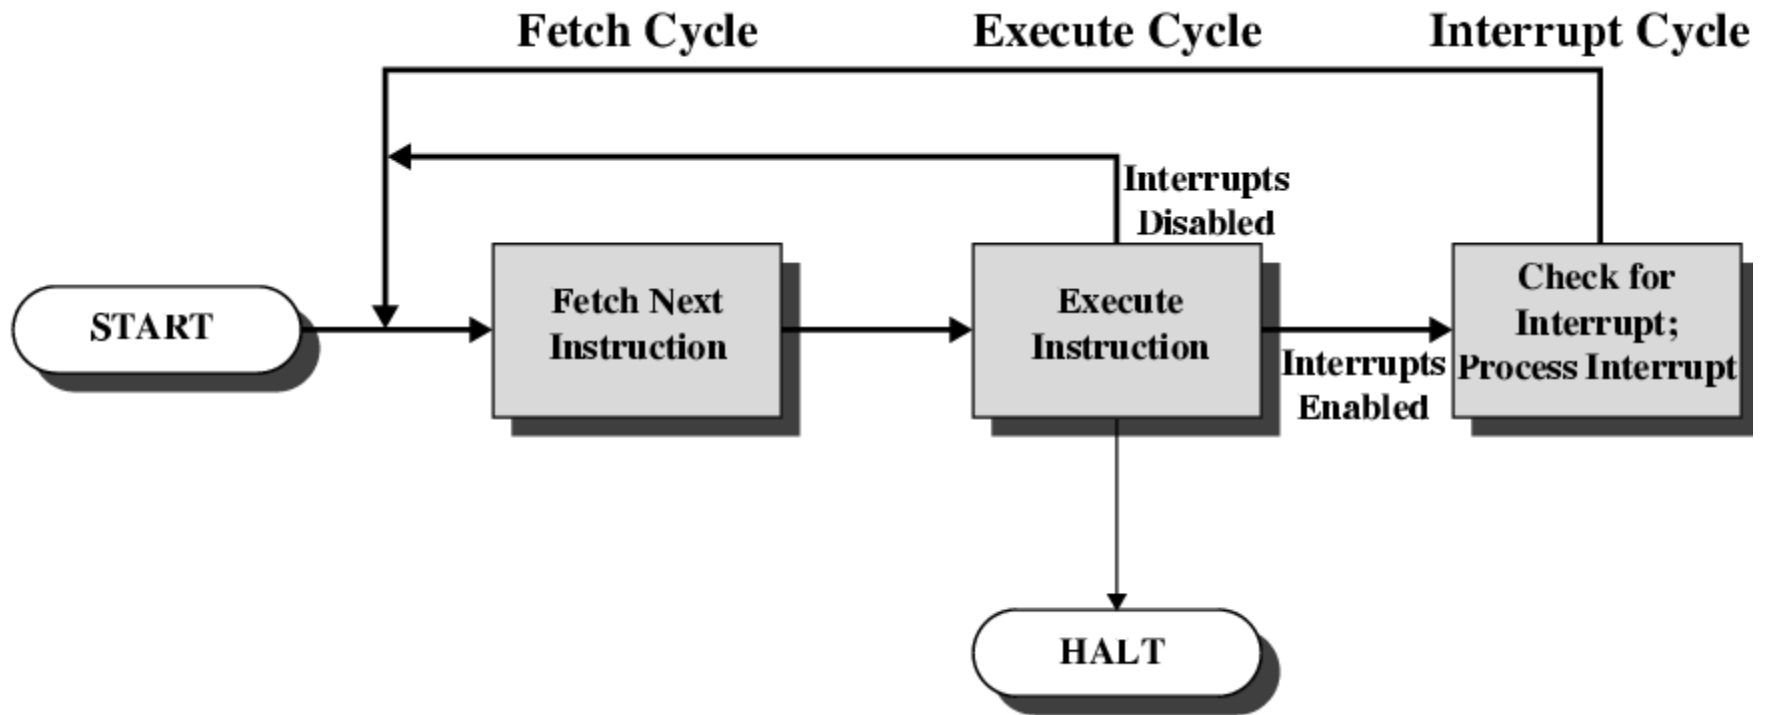 Fetch Cycle
Execute Cycle
Interrupt Cycle
Interrupts
Disabled
START
Fetch Next
Instruction
Execute
Instruction
Interrupts
Enabled
Check for
Interrupt;
Process Interrupt
HALT